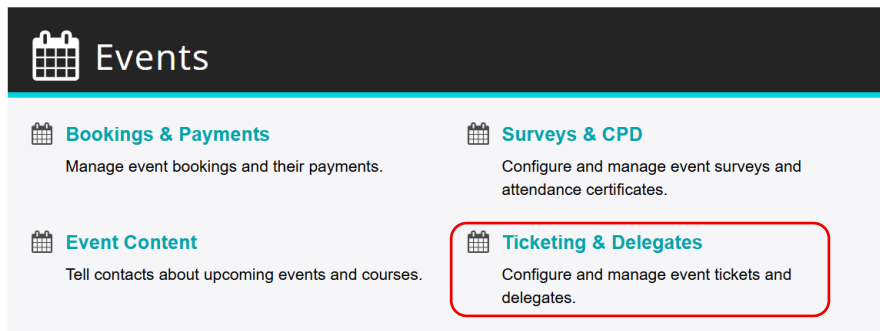 Events
Bookings & Payments
Manage event bookings and their payments.
Surveys & CPD
Configure and manage event surveys and
attendance certificates.
Event Content
Tell contacts about upcoming events and courses.
Ticketing & Delegates
Configure and manage event tickets and
delegates.